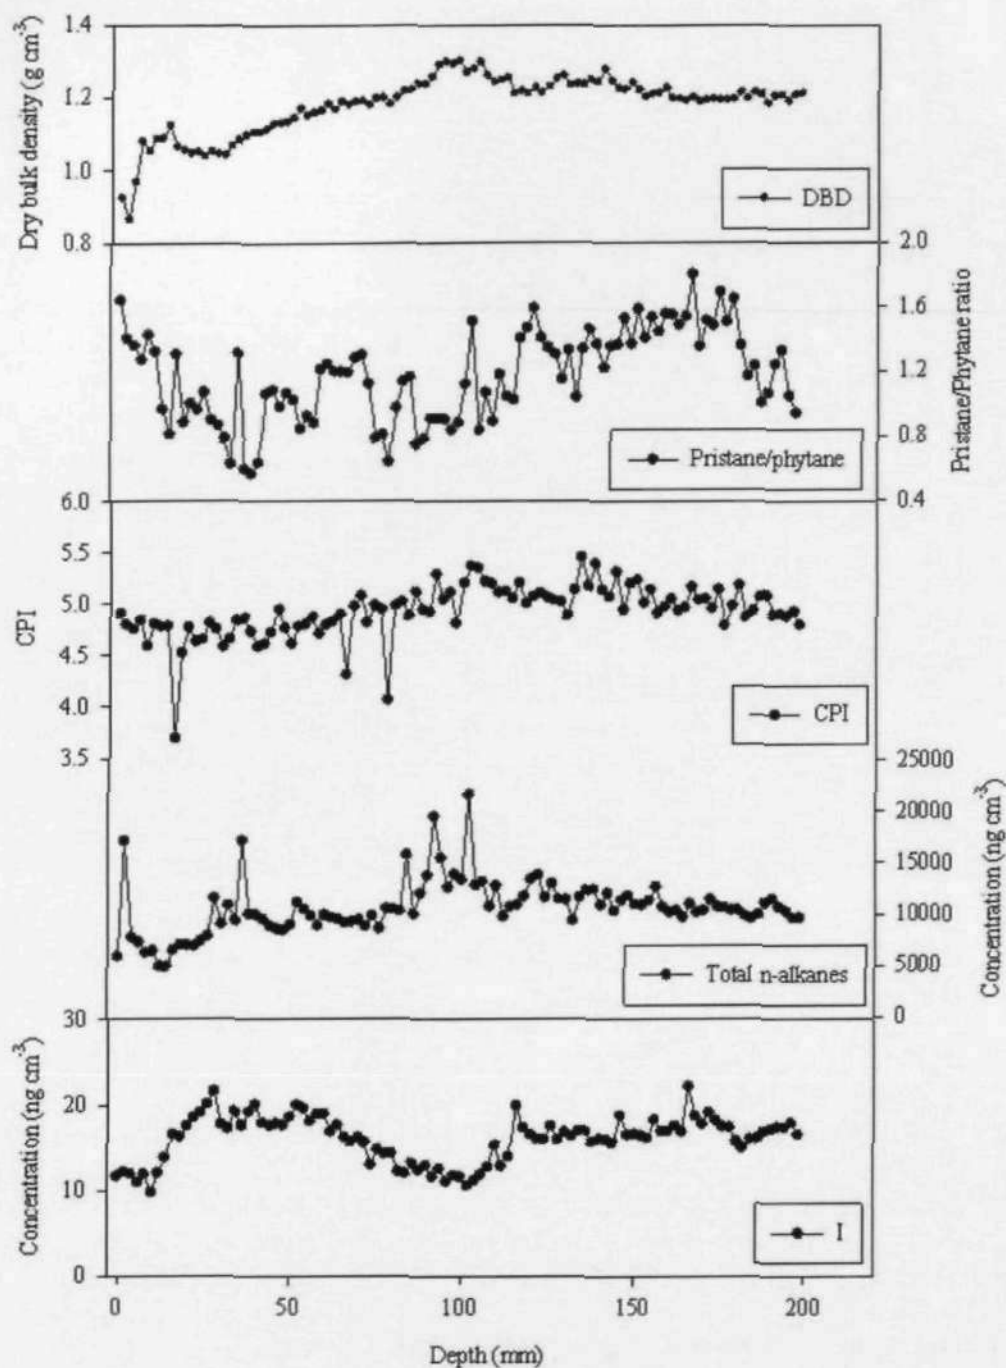 Dry bulk density (g cm-3)
1.4
1.2
1.0
0.8
DBD
2.0
1.6
1.2
0.8
0.4
Pristane/Phytane ratio
Pristane/phytane
CPI
6.0
5.5
5.0
4.5
4.0
3.5
CPI
25000
20000
15000
10000
5000
0
Concentration (ng cm-3)
Total n-alkanes
Concentration (ng cm-3)
30
20
10
0
I
0 50 100 150 200
Depth (mm)